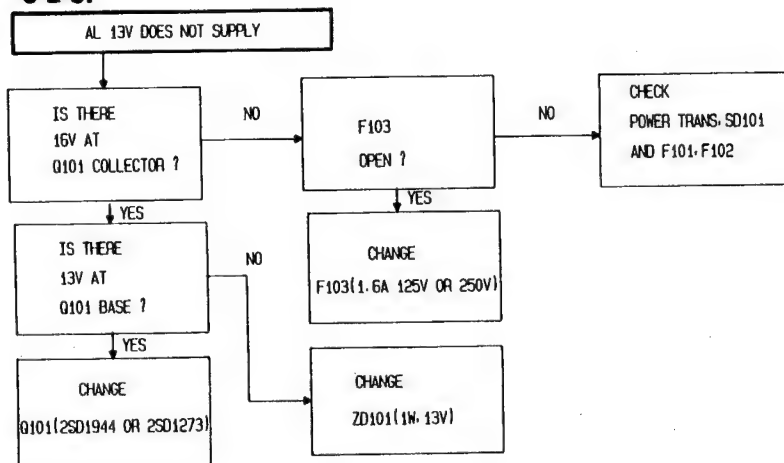 AL 13V DOES NOT SUPPLY
IS THERE
16V AT
Q101 COLLECTOR ?
NO
F103
OPEN ?
NO
CHECK
POWER TRANS, SD101
AND F101, F102
YES
YES
IS THERE
13V AT
Q101 BASE ?
NO
CHANGE
F103(1.6A 125V OR 250V)
YES
CHANGE
Q101(2SD1944 OR 2SD1273)
CHANGE
ZD101(1W, 13V)